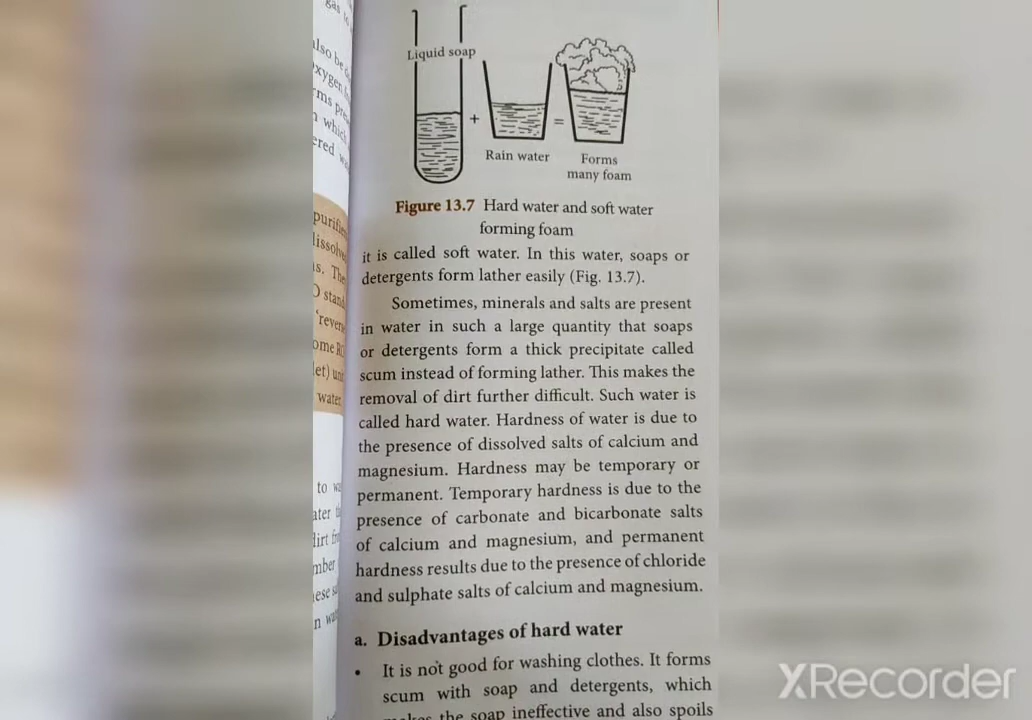 gas to
Liquid soap
+
=
Rain water
Forms
many foam
Figure 13.7 Hard water and soft water
forming foam
it is called soft water. In this water, soaps or
detergents form lather easily (Fig. 13.7).
Sometimes, minerals and salts are present
in water in such a large quantity that soaps
or detergents form a thick precipitate called
scum instead of forming lather. This makes the
removal of dirt further difficult. Such water is
called hard water. Hardness of water is due to
the presence of dissolved salts of calcium and
magnesium. Hardness may be temporary or
permanent. Temporary hardness is due to the
presence of carbonate and bicarbonate salts
of calcium and magnesium, and permanent
hardness results due to the presence of chloride
and sulphate salts of calcium and magnesium.
a. Disadvantages of hard water
• It is not good for washing clothes. It forms
scum with soap and detergents, which
the soap ineffective and also spoils
XRecorder